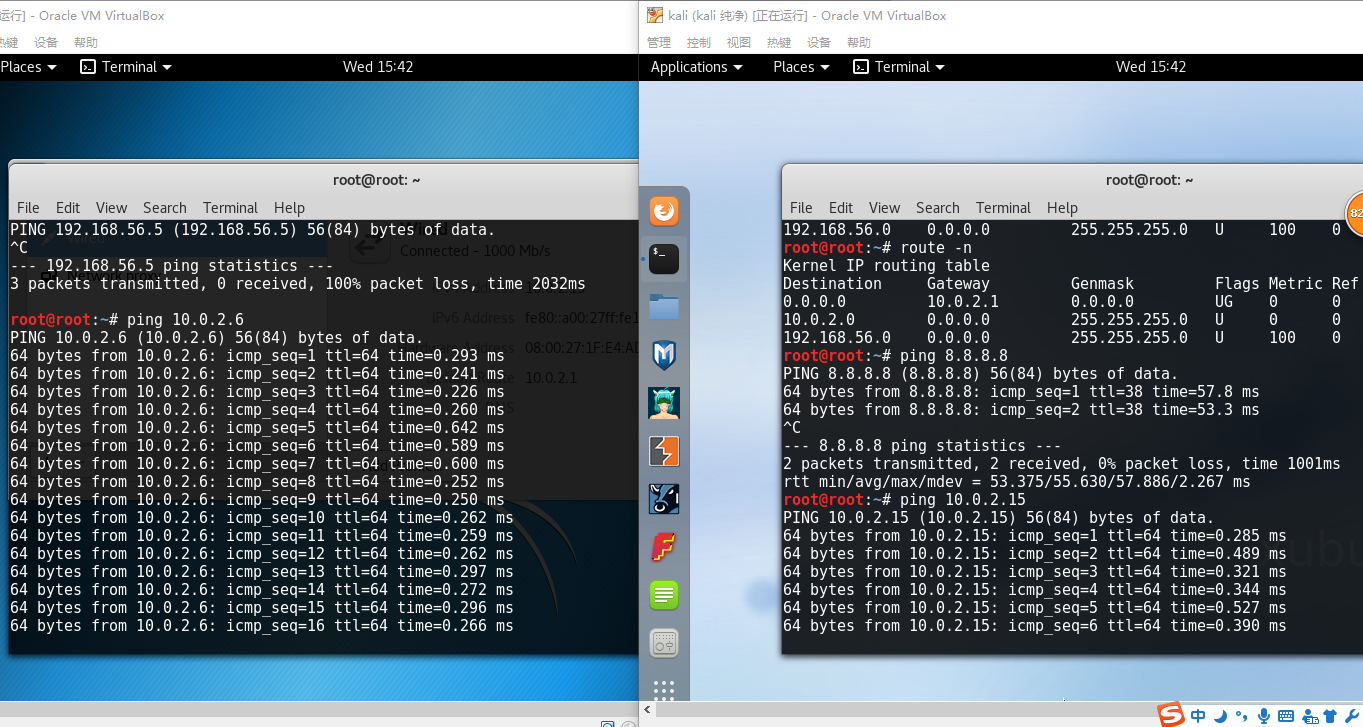 运行] - Oracle VM VirtualBox
热键 设备 帮助
Places Terminal Wed 15:42
root@root: ~
File Edit View Search Terminal Help
PING 192.168.56.5 (192.168.56.5) 56(84) bytes of data.
^C
Connected - 1000 Mb/s
--- 192.168.56.5 ping statistics ---
3 packets transmitted, 0 received, 100% packet loss, time 2032ms
root@root:~# ping 10.0.2.6
IPv6 Address fe80::a00:27ff:fe1
PING 10.0.2.6 (10.0.2.6) 56(84) bytes of data.
64 bytes from 10.0.2.6: icmp_seq=1 ttl=64 time=0.293 ms
08:00:27:1F:E4:AD
64 bytes from 10.0.2.6: icmp_seq=2 ttl=64 time=0.241 ms
10.0.2.1
64 bytes from 10.0.2.6: icmp_seq=3 ttl=64 time=0.226 ms
64 bytes from 10.0.2.6: icmp_seq=4 ttl=64 time=0.260 ms
64 bytes from 10.0.2.6: icmp_seq=5 ttl=64 time=0.642 ms
64 bytes from 10.0.2.6: icmp_seq=6 ttl=64 time=0.589 ms
64 bytes from 10.0.2.6: icmp_seq=7 ttl=64 time=0.600 ms
64 bytes from 10.0.2.6: icmp_seq=8 ttl=64 time=0.252 ms
64 bytes from 10.0.2.6: icmp_seq=9 ttl=64 time=0.250 ms
64 bytes from 10.0.2.6: icmp_seq=10 ttl=64 time=0.262 ms
64 bytes from 10.0.2.6: icmp_seq=11 ttl=64 time=0.259 ms
64 bytes from 10.0.2.6: icmp_seq=12 ttl=64 time=0.262 ms
64 bytes from 10.0.2.6: icmp_seq=13 ttl=64 time=0.297 ms
64 bytes from 10.0.2.6: icmp_seq=14 ttl=64 time=0.272 ms
64 bytes from 10.0.2.6: icmp_seq=15 ttl=64 time=0.296 ms
64 bytes from 10.0.2.6: icmp_seq=16 ttl=64 time=0.266 ms
kali (kali 纯净) [正在运行] - Oracle VM VirtualBox
管理 控制 视图 热键 设备 帮助
Applications Places Terminal Wed 15:42
root@root: ~
File Edit View Search Terminal Help
82
192.168.56.0 0.0.0.0 255.255.255.0 U 100 0
root@root:~# route -n
Kernel IP routing table
Destination Gateway Genmask Flags Metric Ref
0.0.0.0 10.0.2.1 0.0.0.0 UG 0 0
10.0.2.0 0.0.0.0 255.255.255.0 U 0 0
192.168.56.0 0.0.0.0 255.255.255.0 U 100 0
root@root:~# ping 8.8.8.8
PING 8.8.8.8 (8.8.8.8) 56(84) bytes of data.
64 bytes from 8.8.8.8: icmp_seq=1 ttl=38 time=57.8 ms
64 bytes from 8.8.8.8: icmp_seq=2 ttl=38 time=53.3 ms
^C
--- 8.8.8.8 ping statistics ---
2 packets transmitted, 2 received, 0% packet loss, time 1001ms
rtt min/avg/max/mdev = 53.375/55.630/57.886/2.267 ms
root@root:~# ping 10.0.2.15
PING 10.0.2.15 (10.0.2.15) 56(84) bytes of data.
64 bytes from 10.0.2.15: icmp_seq=1 ttl=64 time=0.285 ms
64 bytes from 10.0.2.15: icmp_seq=2 ttl=64 time=0.489 ms
64 bytes from 10.0.2.15: icmp_seq=3 ttl=64 time=0.321 ms
64 bytes from 10.0.2.15: icmp_seq=4 ttl=64 time=0.344 ms
64 bytes from 10.0.2.15: icmp_seq=5 ttl=64 time=0.527 ms
64 bytes from 10.0.2.15: icmp_seq=6 ttl=64 time=0.390 ms
中